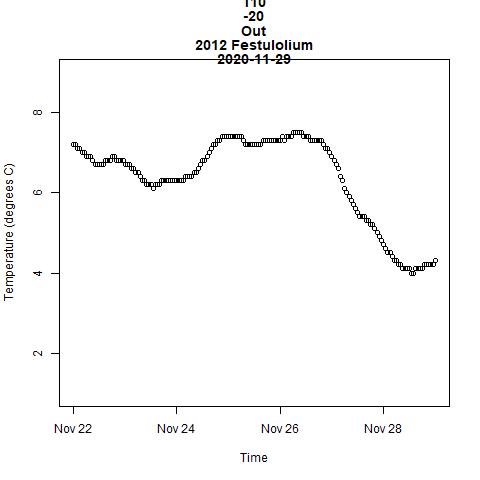 110
-20
Out
2012 Festulolium
2020-11-29
Temperature (degrees C)
8
6
4
2
Nov 22
Nov 24
Nov 26
Nov 28
Time